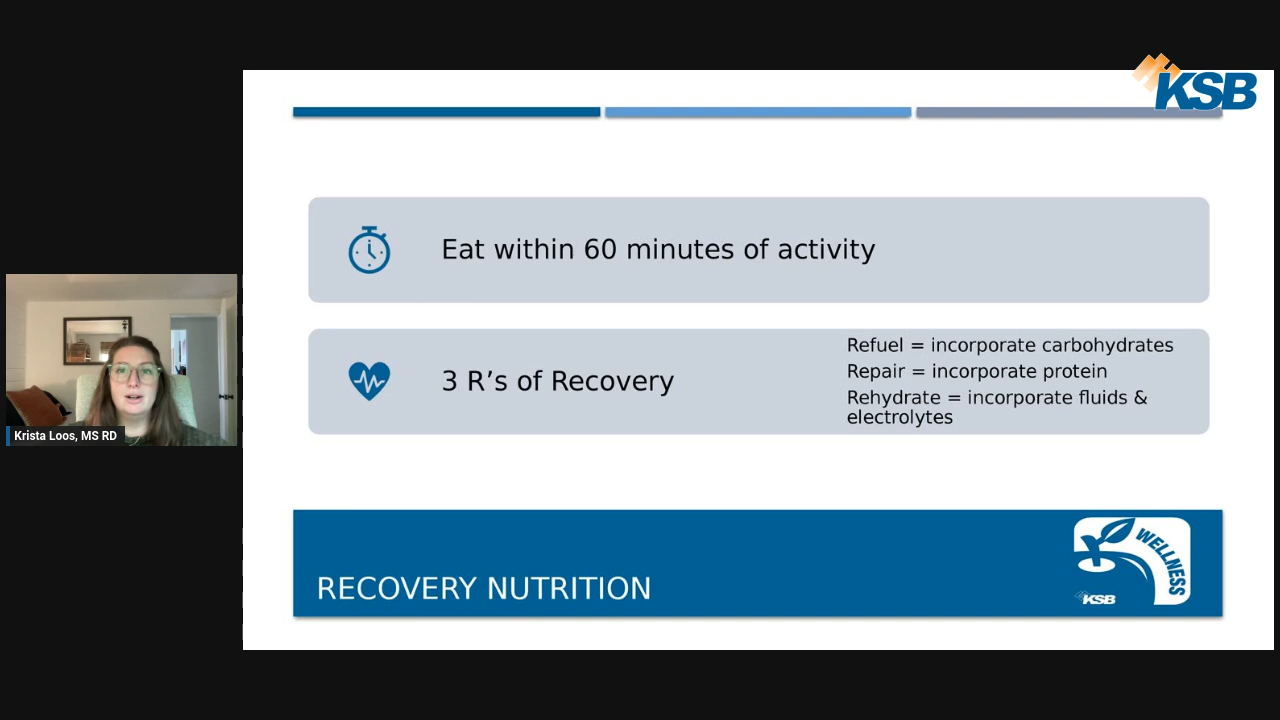 KSB
Eat within 60 minutes of activity
3 R’s of Recovery
Refuel = incorporate carbohydrates
Repair = incorporate protein
Rehydrate = incorporate fluids &
electrolytes
Krista Loos, MS RD
RECOVERY NUTRITION
WELLNESS
KSB